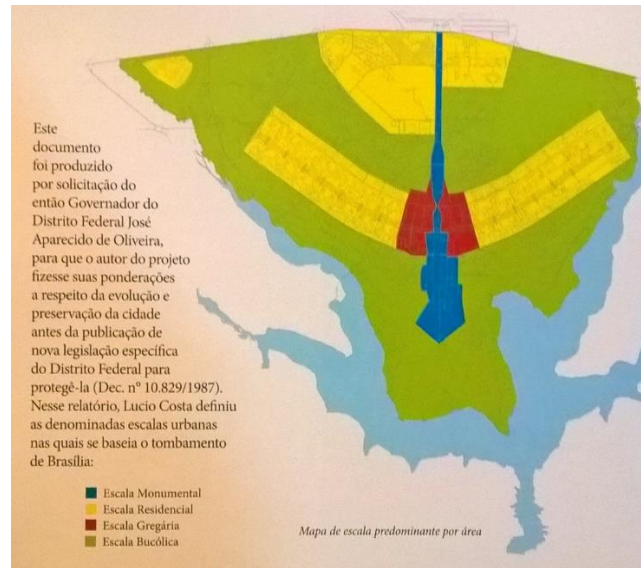 Este
documento
foi produzido
por solicitação do
então Governador do
Distrito Federal José
Aparecido de Oliveira,
para que o autor do projeto
fizesse suas ponderações
a respeito da evolução e
preservação da cidade
antes da publicação de
nova legislação específica
do Distrito Federal para
protegê-la (Dec. nº 10.829/1987).
Nesse relatório, Lucio Costa definiu
as denominadas escalas urbanas
nas quais se baseia o tombamento
de Brasília:
Escala Monumental
Escala Residencial
Escala Gregária
Escala Bucólica
Mapa de escala predominante por área